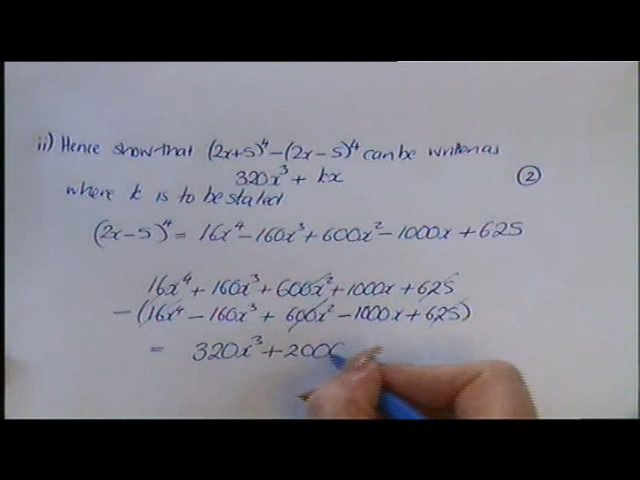 ii) Hence show that (2x+5)⁴ – (2x – 5)⁴ can be written as
320x³ + kx
where k is to be stated
②
(2x – 5)⁴ = 16x⁴ – 160x³ + 600x² – 1000x + 625
16x⁴ + 160x³ + 600x² + 1000x + 625
– (16x⁴ – 160x³ + 600x² – 1000x + 625)
= 320x³ + 2000